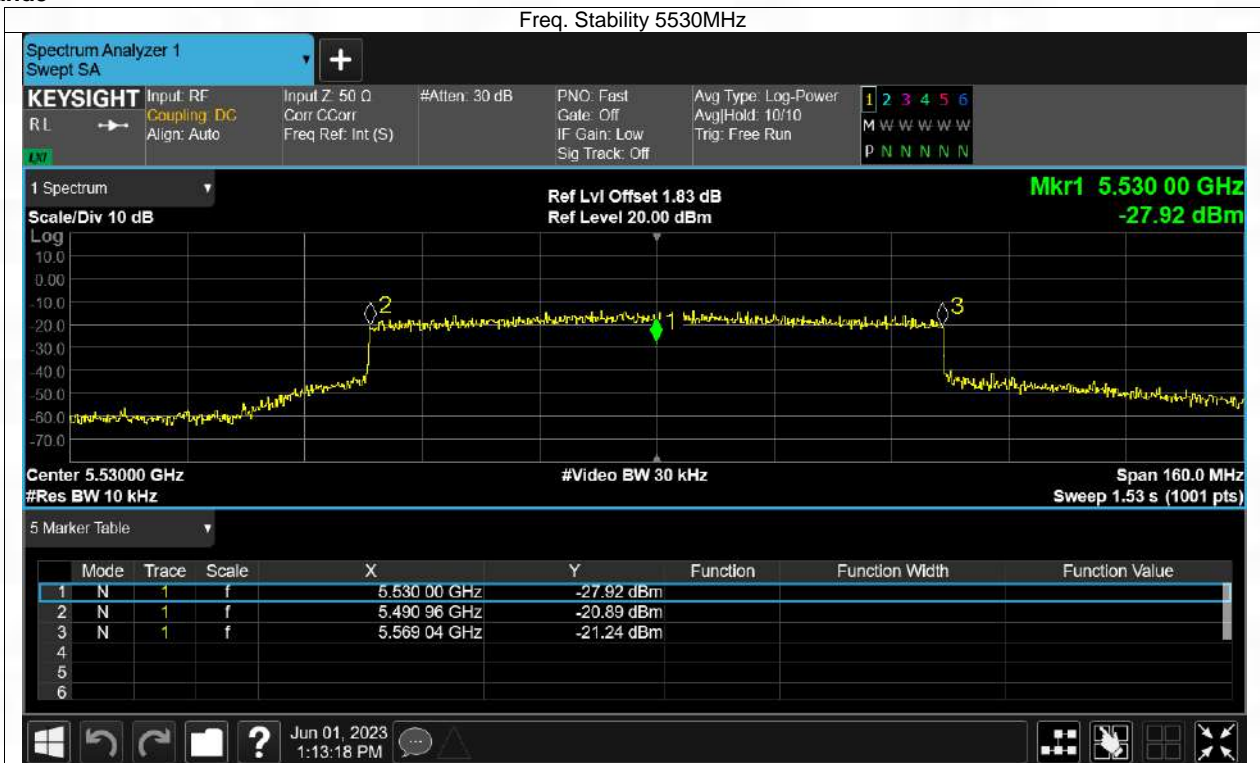 Freq. Stability 5530MHz
Spectrum Analyzer 1
Swept SA
+
KEYSIGHT Input: RF Input Z: 50 Ω #Atten: 30 dB PNO: Fast Avg Type: Log-Power 1 2 3 4 5 6
RL Coupling: DC Corr CCorr Gate: Off Avg|Hold: 10/10 M W W W W W
Align: Auto Freq Ref: Int (S) IF Gain: Low Trig: Free Run
LXI Sig Track: Off P N N N N N
1 Spectrum Ref Lvl Offset 1.83 dB Mkr1 5.530 00 GHz
Scale/Div 10 dB Ref Level 20.00 dBm -27.92 dBm
Log
10.0
0.00
-10.0 2 3
-20.0 1
-30.0
-40.0
-50.0
-60.0
-70.0
Center 5.53000 GHz #Video BW 30 kHz Span 160.0 MHz
#Res BW 10 kHz Sweep 1.53 s (1001 pts)
5 Marker Table
Mode Trace Scale X Y Function Function Width Function Value
1 N 1 f 5.530 00 GHz -27.92 dBm
2 N 1 f 5.490 96 GHz -20.89 dBm
3 N 1 f 5.569 04 GHz -21.24 dBm
4
5
6
? Jun 01, 2023
1:13:18 PM